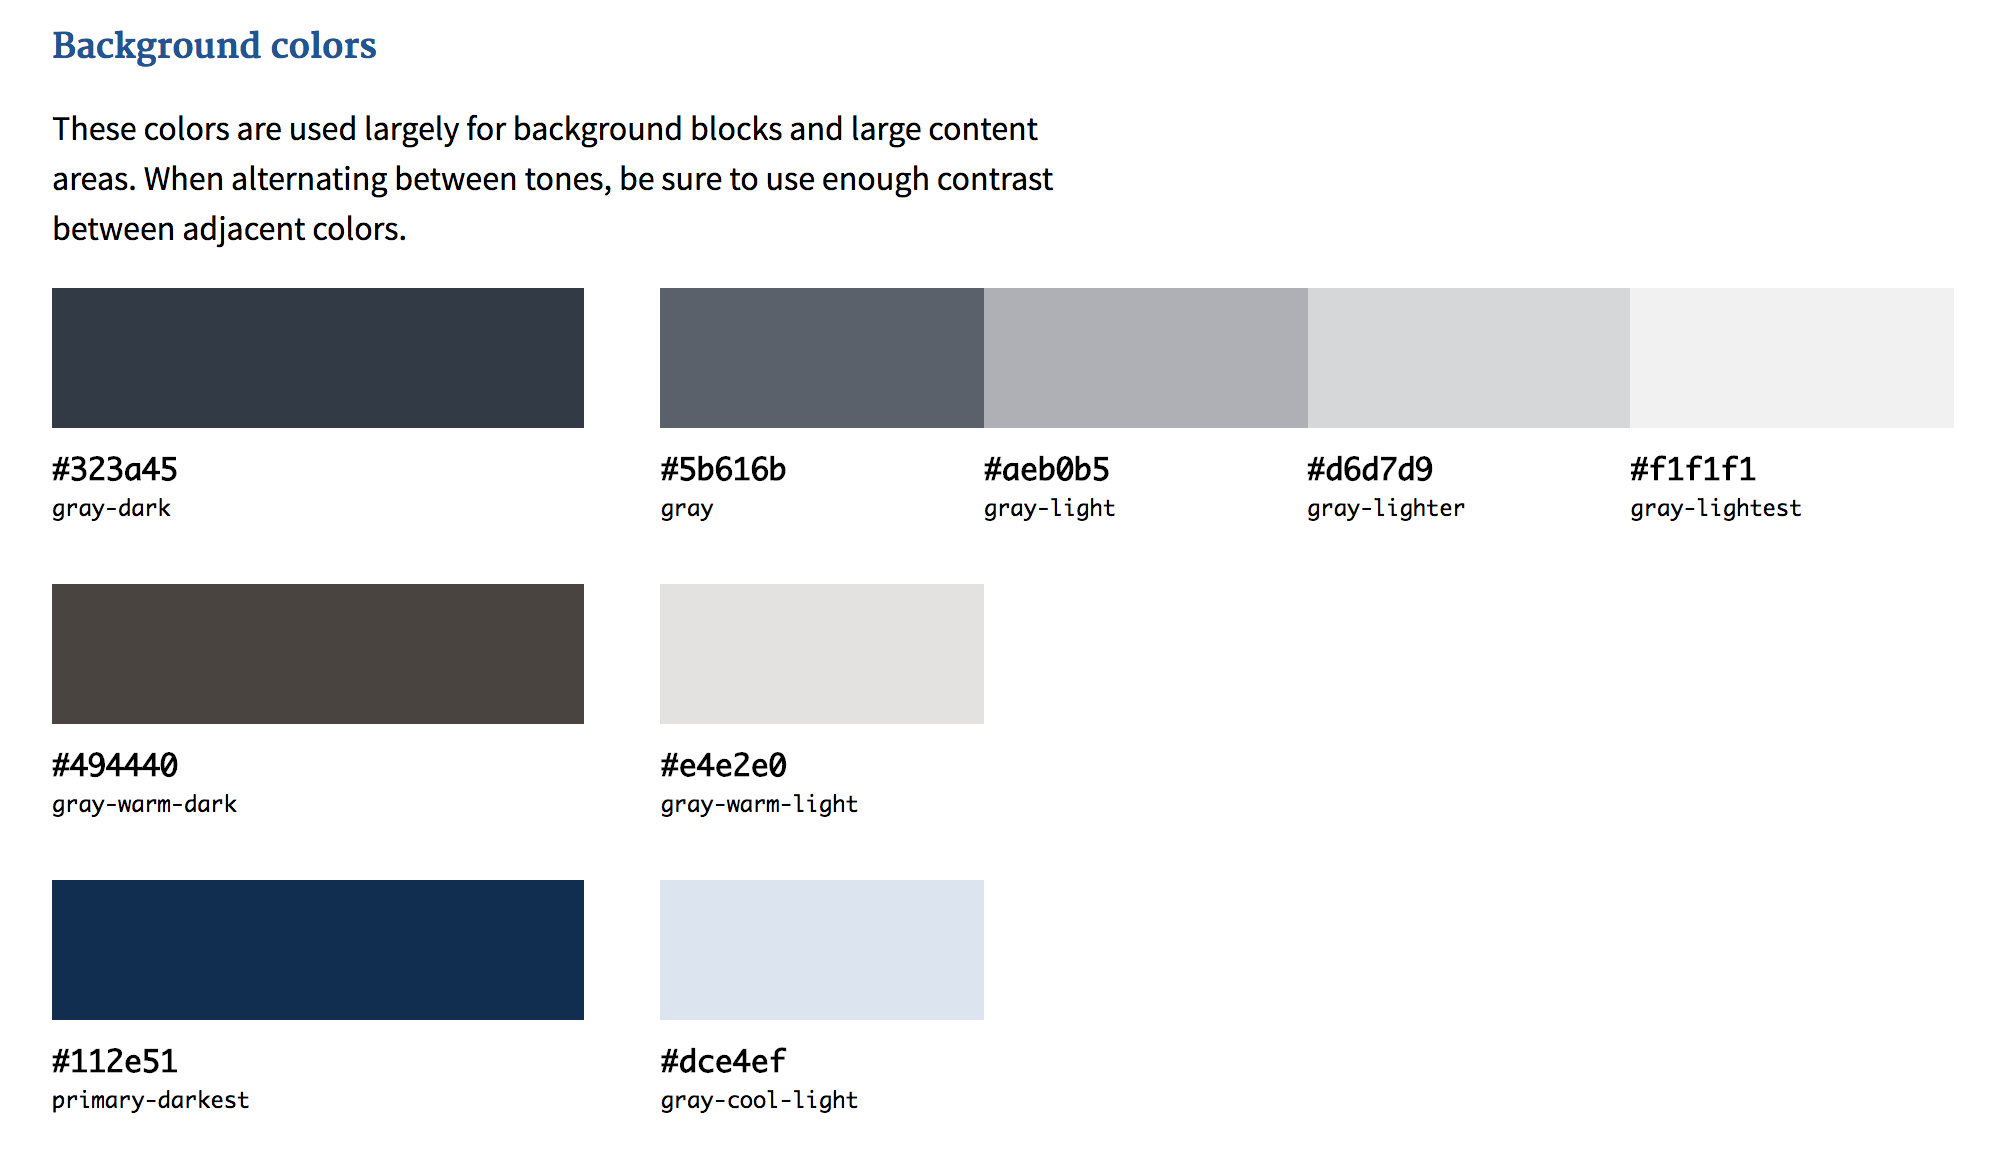 Background colors
These colors are used largely for background blocks and large content
areas. When alternating between tones, be sure to use enough contrast
between adjacent colors.
#323a45
gray-dark
#5b616b
gray
#aeb0b5
gray-light
#d6d7d9
gray-lighter
#f1f1f1
gray-lightest
#494440
gray-warm-dark
#e4e2e0
gray-warm-light
#112e51
primary-darkest
#dce4ef
gray-cool-light